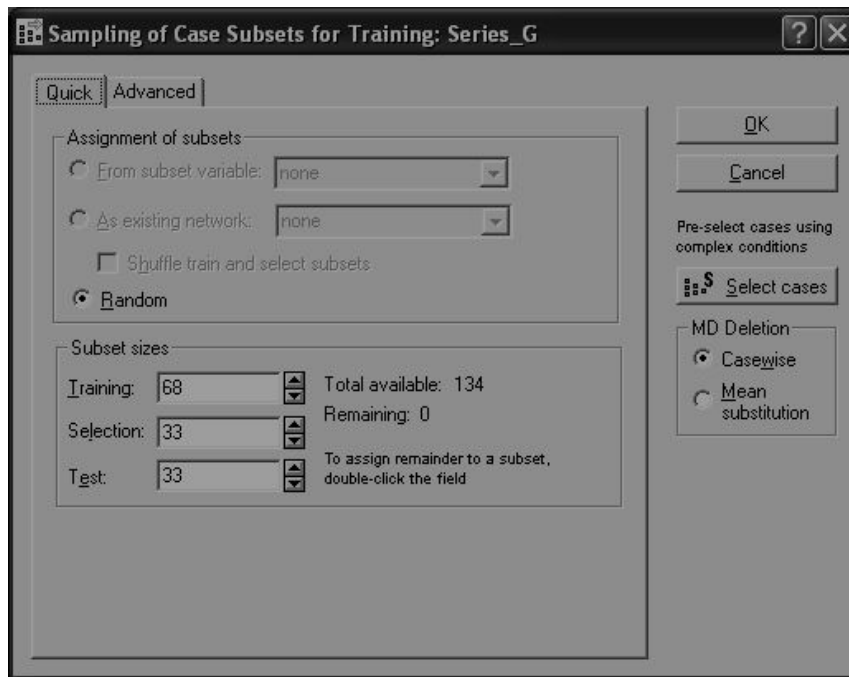 Sampling of Case Subsets for Training: Series_G
Quick
Advanced
Assignment of subsets
From subset variable:
none
As existing network:
none
Shuffle train and select subsets
Random
Subset sizes
Training:
68
Total available: 134
Remaining: 0
Selection:
33
Test:
33
To assign remainder to a subset,
double-click the field
OK
Cancel
Pre-select cases using
complex conditions
S
Select cases
MD Deletion
Casewise
Mean
substitution